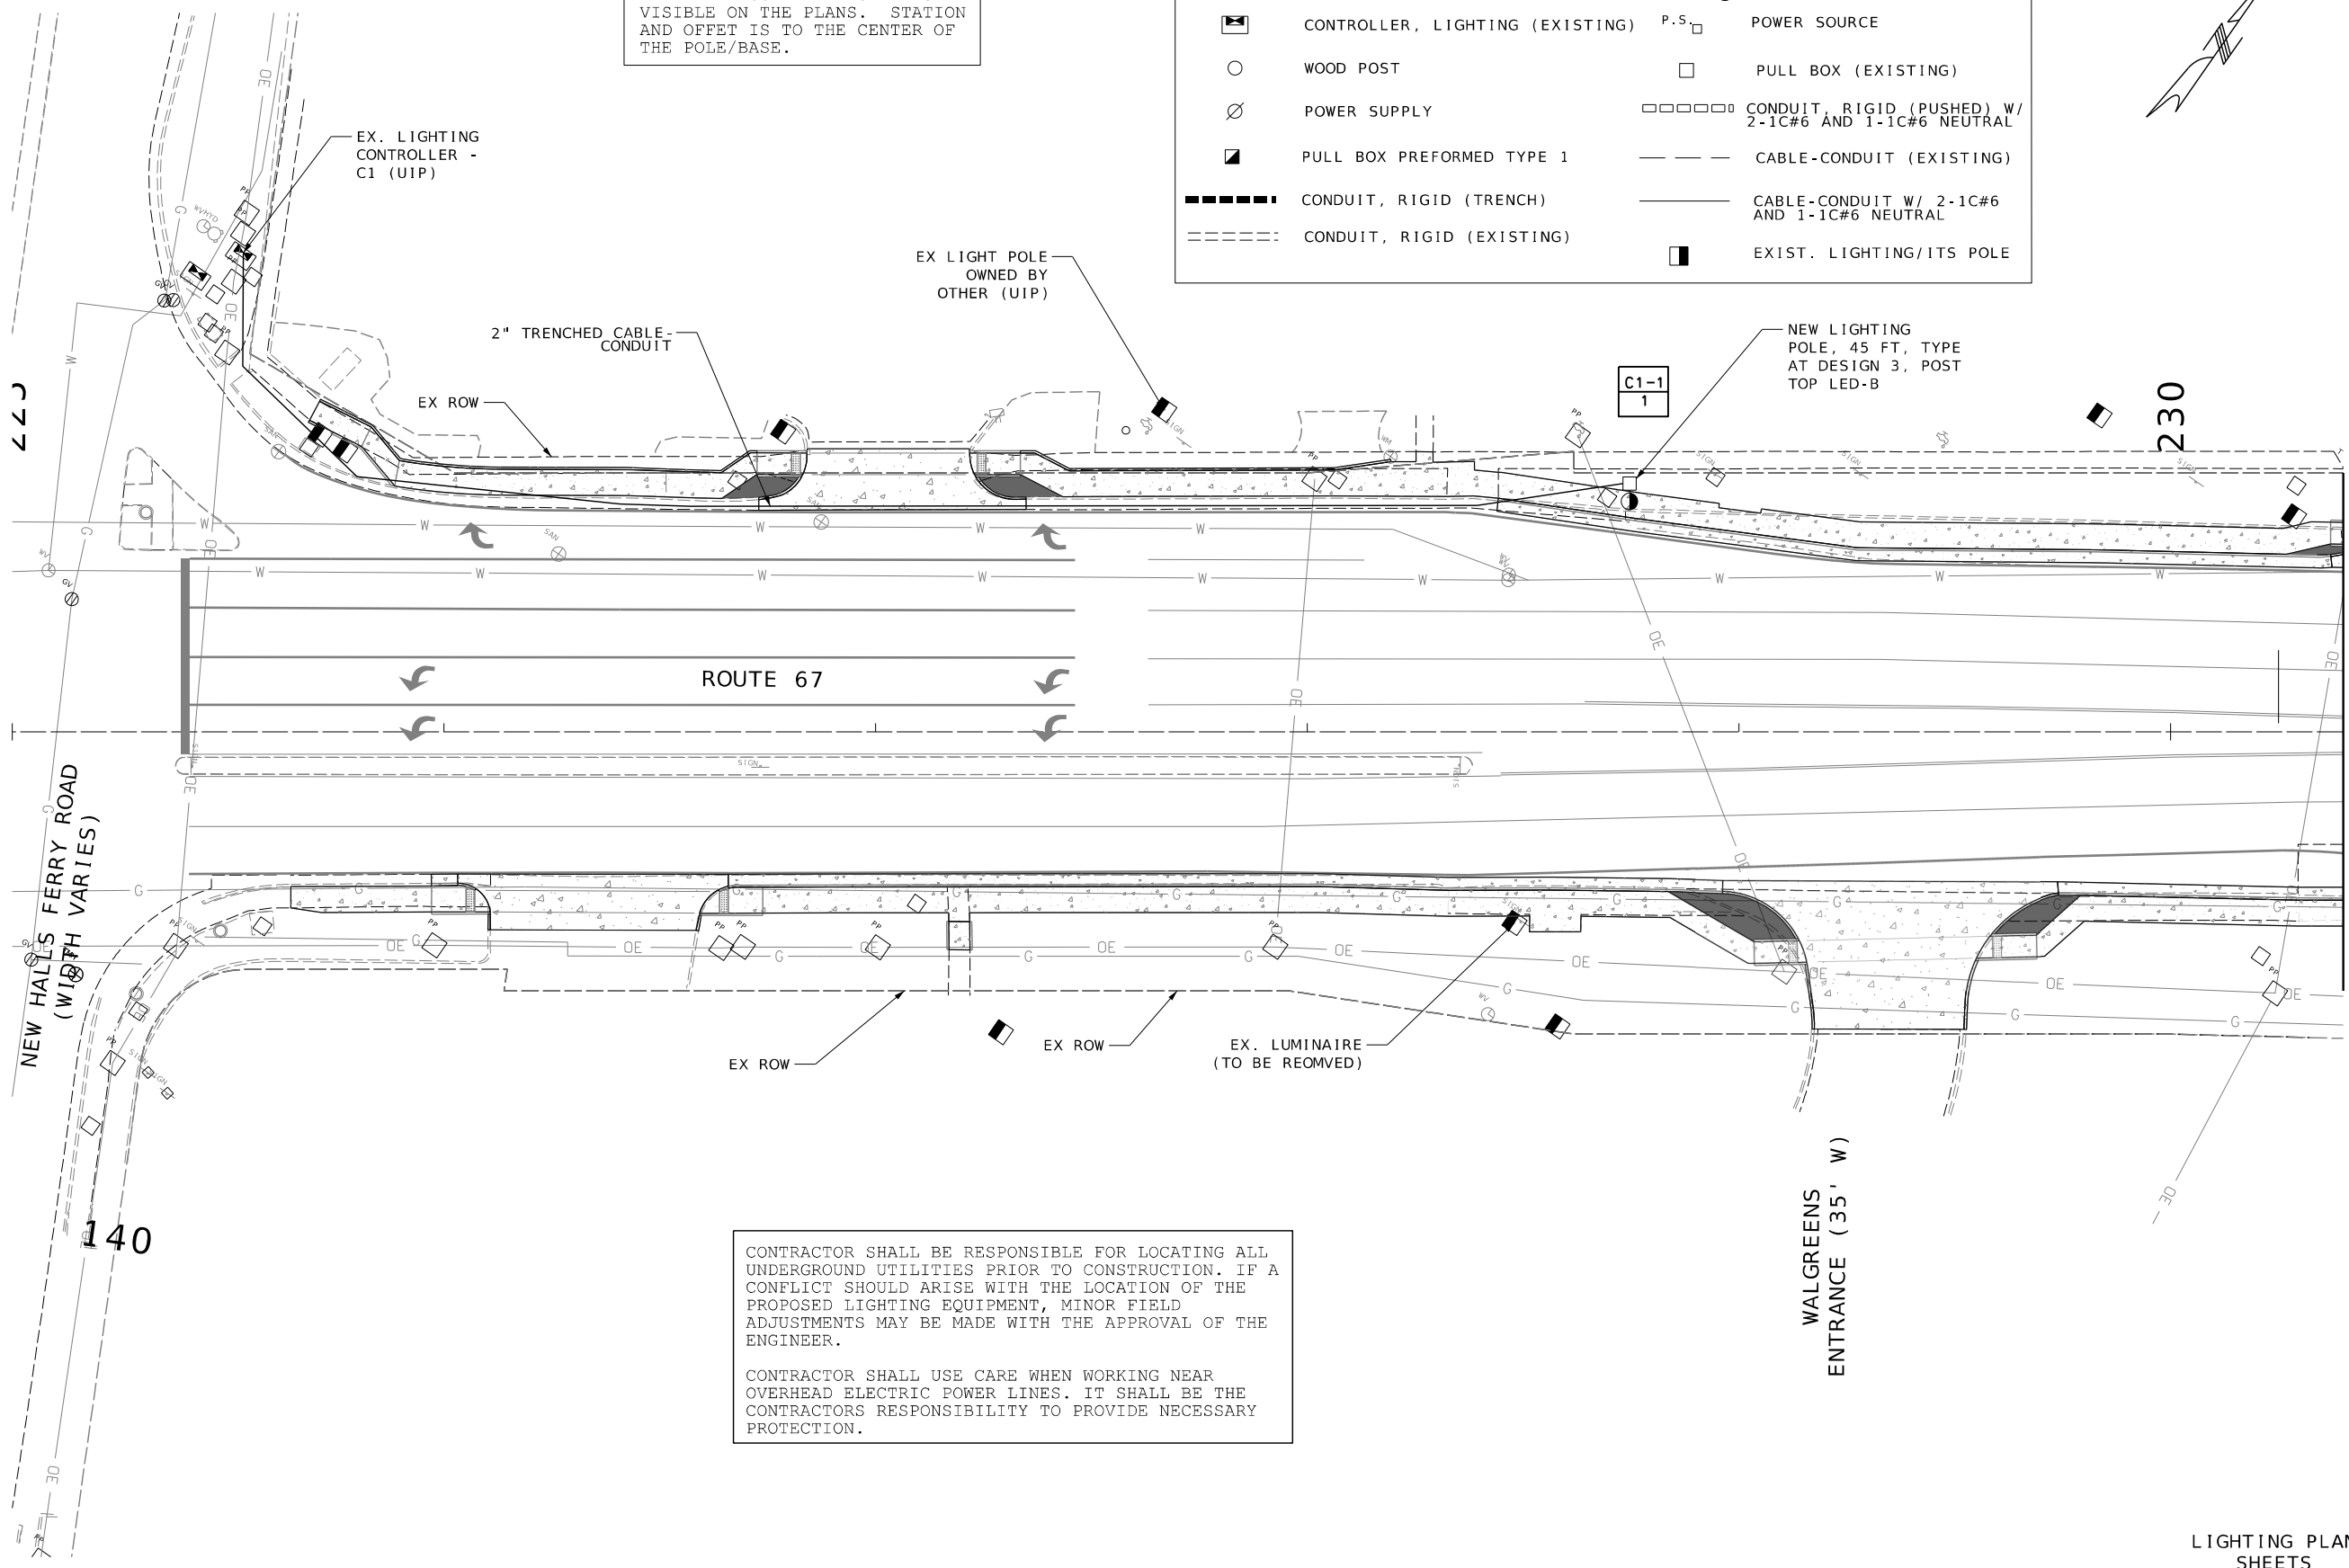 VISIBLE ON THE PLANS. STATION
AND OFFET IS TO THE CENTER OF
THE POLE/BASE.
CONTROLLER, LIGHTING (EXISTING)
WOOD POST
POWER SUPPLY
PULL BOX PREFORMED TYPE 1
CONDUIT, RIGID (TRENCH)
CONDUIT, RIGID (EXISTING)
P.S.
POWER SOURCE
PULL BOX (EXISTING)
CONDUIT, RIGID (PUSHED) W/
2-1C#6 AND 1-1C#6 NEUTRAL
CABLE-CONDUIT (EXISTING)
CABLE-CONDUIT W/ 2-1C#6
AND 1-1C#6 NEUTRAL
EXIST. LIGHTING/ITS POLE
EX. LIGHTING
CONTROLLER -
C1 (UIP)
EX LIGHT POLE
OWNED BY
OTHER (UIP)
2" TRENCHED CABLE-
CONDUIT
EX ROW
NEW LIGHTING
POLE, 45 FT, TYPE
AT DESIGN 3, POST
TOP LED-B
C1-1
1
230
ROUTE 67
NEW HALLS FERRY ROAD
(WIDTH VARIES)
EX ROW
EX ROW
EX. LUMINAIRE
(TO BE REOMVED)
WALGREENS
ENTRANCE (35' W)
140
CONTRACTOR SHALL BE RESPONSIBLE FOR LOCATING ALL
UNDERGROUND UTILITIES PRIOR TO CONSTRUCTION. IF A
CONFLICT SHOULD ARISE WITH THE LOCATION OF THE
PROPOSED LIGHTING EQUIPMENT, MINOR FIELD
ADJUSTMENTS MAY BE MADE WITH THE APPROVAL OF THE
ENGINEER.
CONTRACTOR SHALL USE CARE WHEN WORKING NEAR
OVERHEAD ELECTRIC POWER LINES. IT SHALL BE THE
CONTRACTORS RESPONSIBILITY TO PROVIDE NECESSARY
PROTECTION.
LIGHTING PLAN
SHEETS